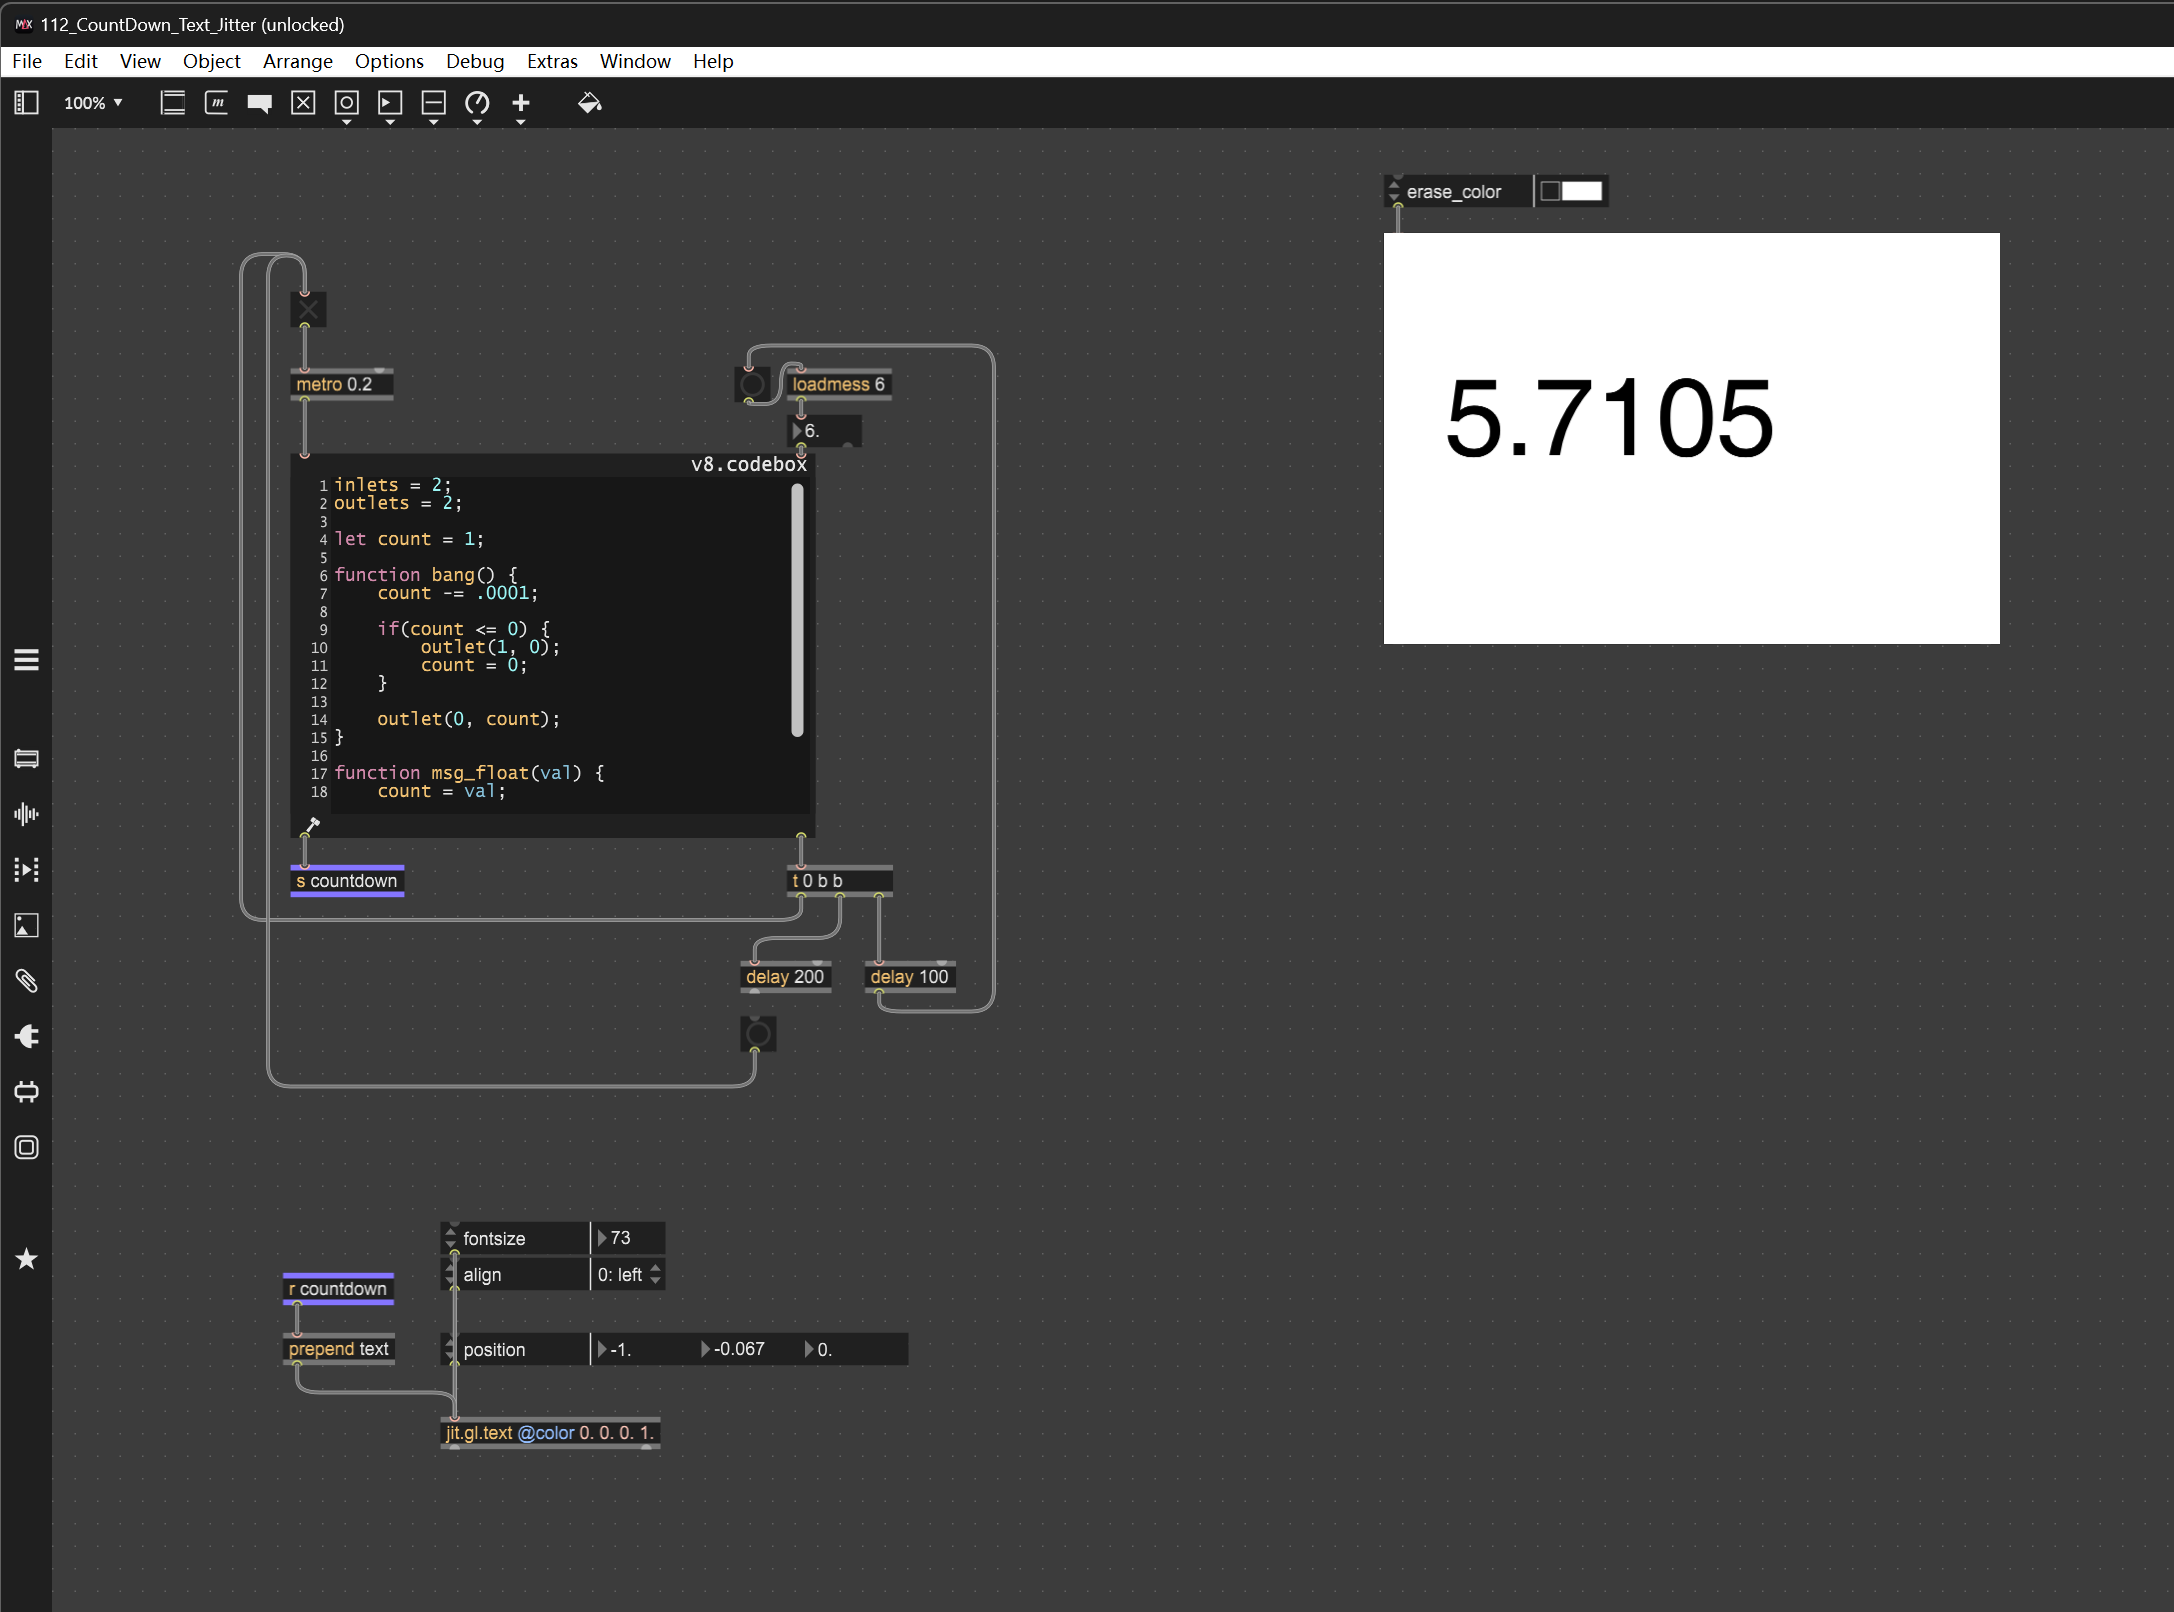 112_CountDown_Text_Jitter (unlocked)
File Edit View Object Arrange Options Debug Extras Window Help
100%
erase_color
5.7105
metro 0.2
loadmess 6
6.
v8.codebox
1 inlets = 2;
2 outlets = 2;
3
4 let count = 1;
5
6 function bang() {
7 count -= .0001;
8
9 if(count <= 0) {
10 outlet(1, 0);
11 count = 0;
12 }
13
14 outlet(0, count);
15 }
16
17 function msg_float(val) {
18 count = val;
s countdown
t 0 b b
delay 200
delay 100
fontsize 73
align 0: left
r countdown
prepend text
position -1. -0.067 0.
jit.gl.text @color 0. 0. 0. 1.